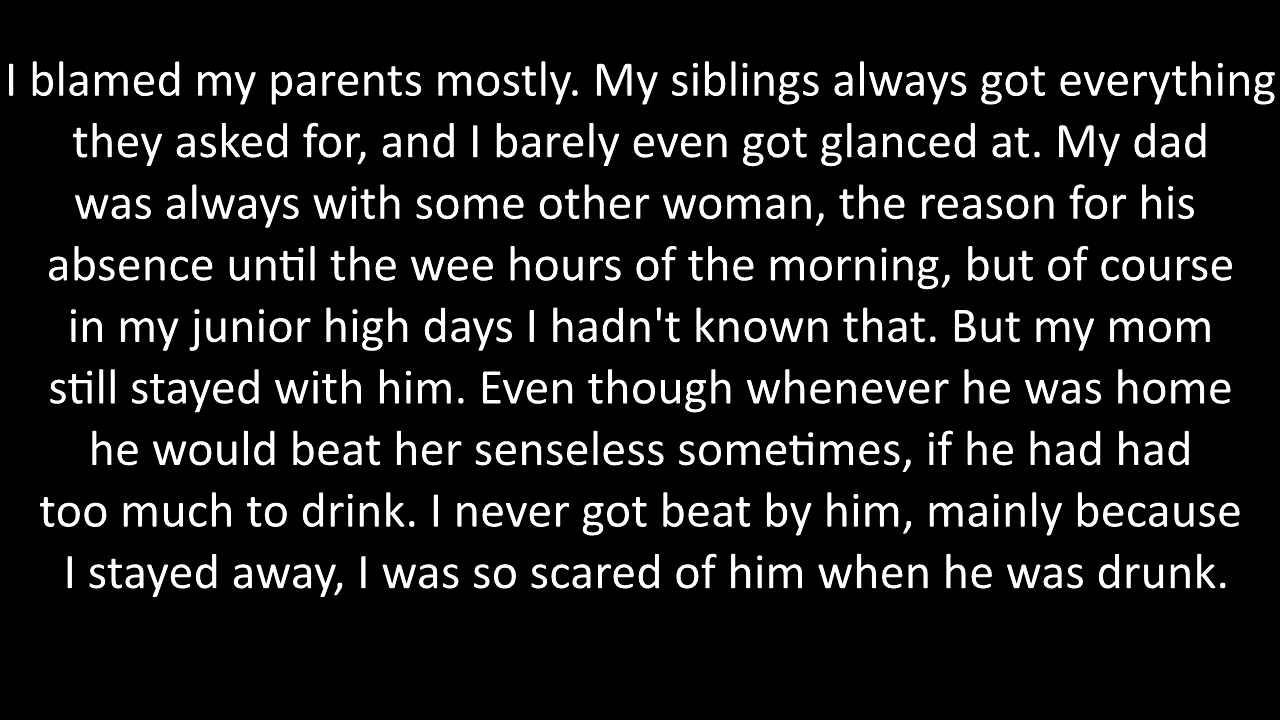 I blamed my parents mostly. My siblings always got everything
they asked for, and I barely even got glanced at. My dad
was always with some other woman, the reason for his
absence until the wee hours of the morning, but of course
in my junior high days I hadn't known that. But my mom
still stayed with him. Even though whenever he was home
he would beat her senseless sometimes, if he had had
too much to drink. I never got beat by him, mainly because
I stayed away, I was so scared of him when he was drunk.